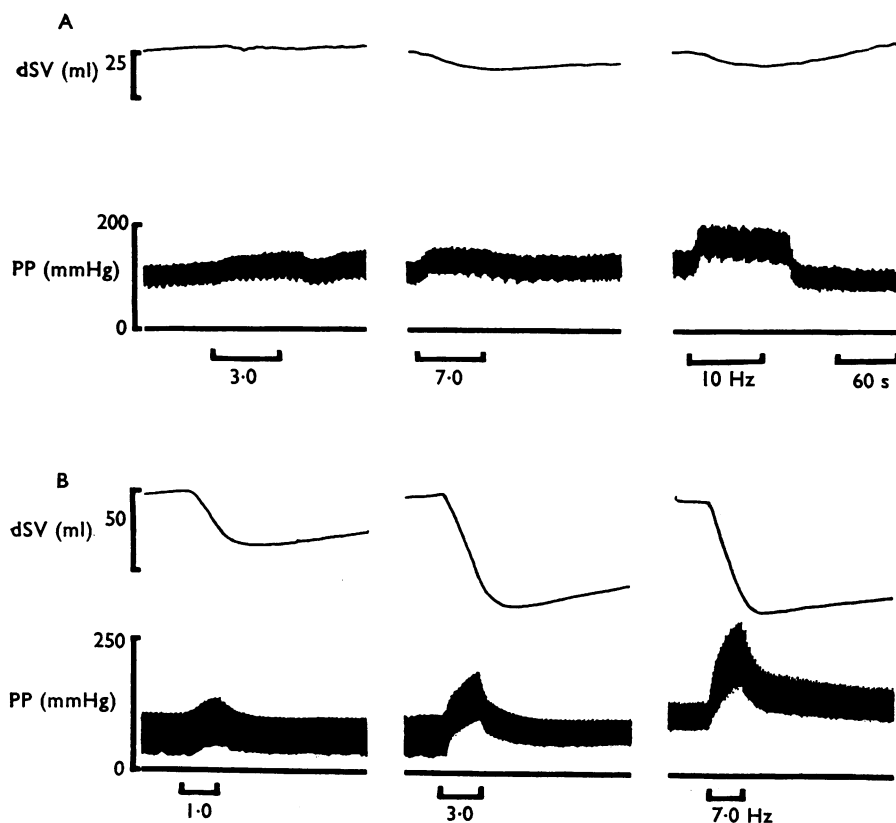 A
dSV (ml) 25
200
PP (mmHg)
0
3·0 7·0 10 Hz 60 s
B
dSV (ml) 50
250
PP (mmHg)
0
1·0 3·0 7·0 Hz